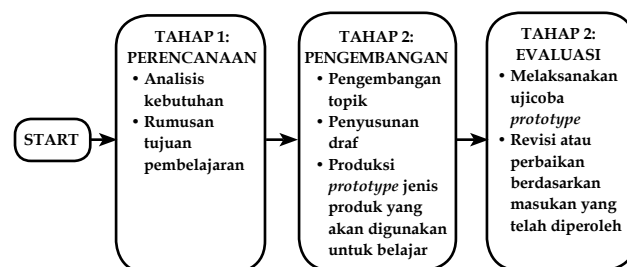 START
TAHAP 1:
PERENCANAAN
• Analisis
kebutuhan
• Rumusan
tujuan
pembelajaran
TAHAP 2:
PENGEMBANGAN
• Pengembangan
topik
• Penyusunan
draf
• Produksi
prototype jenis
produk yang
akan digunakan
untuk belajar
TAHAP 2:
EVALUASI
• Melaksanakan
ujicoba
prototype
• Revisi atau
perbaikan
berdasarkan
masukan yang
telah diperoleh